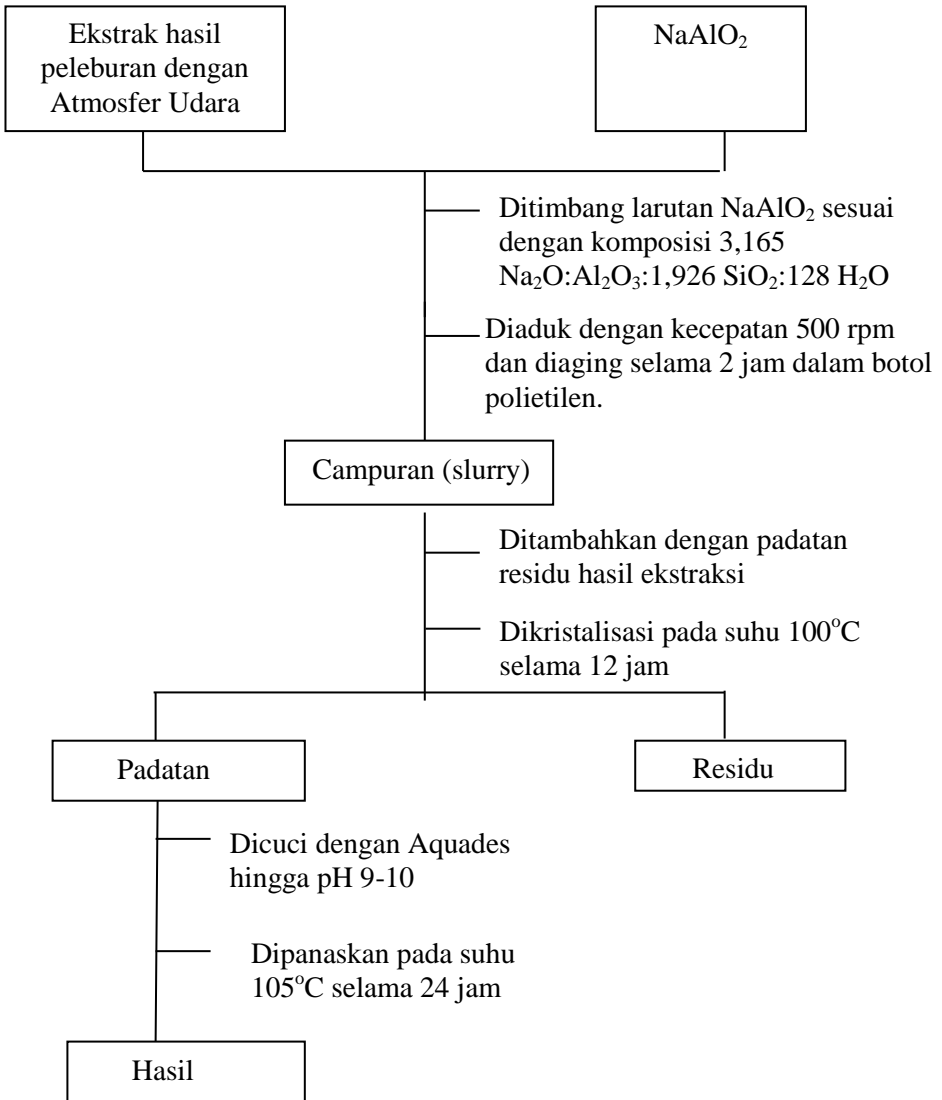 Ekstrak hasil
peleburan dengan
Atmosfer Udara
NaAlO₂
Ditimbang larutan NaAlO₂ sesuai
dengan komposisi 3,165
Na₂O:Al₂O₃:1,926 SiO₂:128 H₂O
Diaduk dengan kecepatan 500 rpm
dan diaging selama 2 jam dalam botol
polietilen.
Campuran (slurry)
Ditambahkan dengan padatan
residu hasil ekstraksi
Dikristalisasi pada suhu 100°C
selama 12 jam
Padatan
Residu
Dicuci dengan Aquades
hingga pH 9-10
Dipanaskan pada suhu
105°C selama 24 jam
Hasil